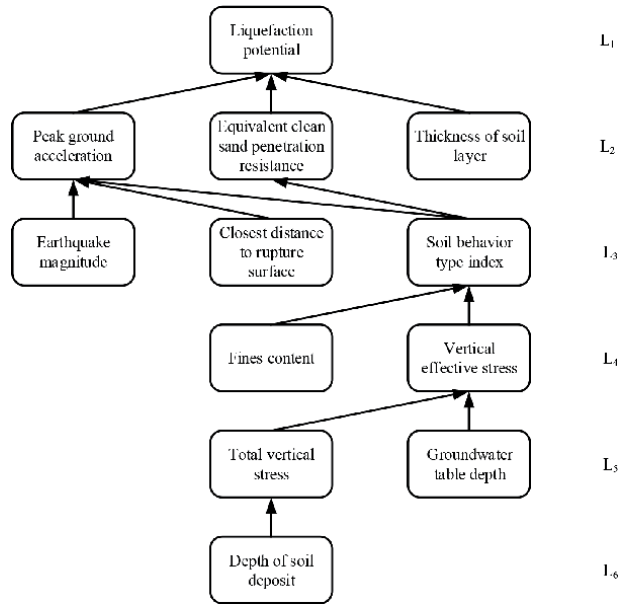 Liquefaction
potential
L₁
Peak ground
acceleration
Equivalent clean
sand penetration
resistance
Thickness of soil
layer
L₂
Earthquake
magnitude
Closest distance
to rupture
surface
Soil behavior
type index
L₃
Fines content
Vertical
effective stress
L₄
Total vertical
stress
Groundwater
table depth
L₅
Depth of soil
deposit
L₆